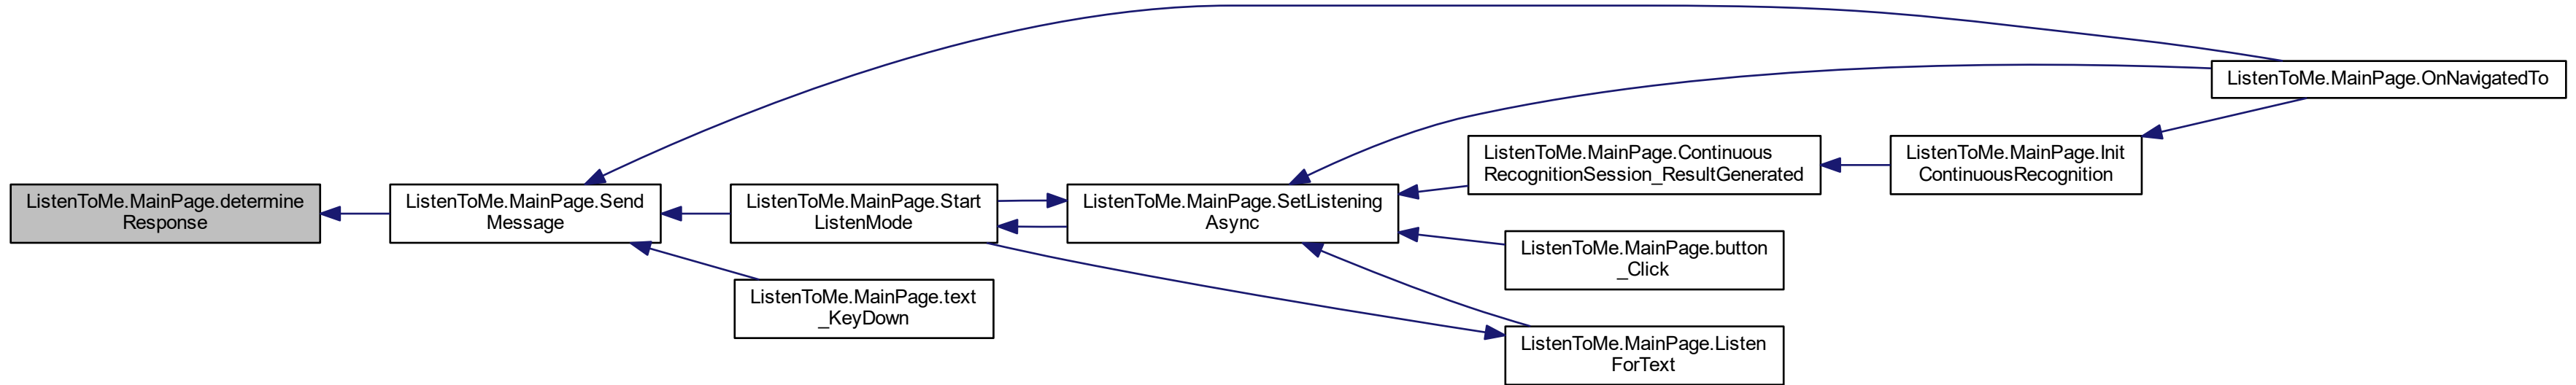 ListenToMe.MainPage.determine
Response
ListenToMe.MainPage.Send
Message
ListenToMe.MainPage.Start
ListenMode
ListenToMe.MainPage.text
_KeyDown
ListenToMe.MainPage.SetListening
Async
ListenToMe.MainPage.Continuous
RecognitionSession_ResultGenerated
ListenToMe.MainPage.button
_Click
ListenToMe.MainPage.Listen
ForText
ListenToMe.MainPage.Init
ContinuousRecognition
ListenToMe.MainPage.OnNavigatedTo